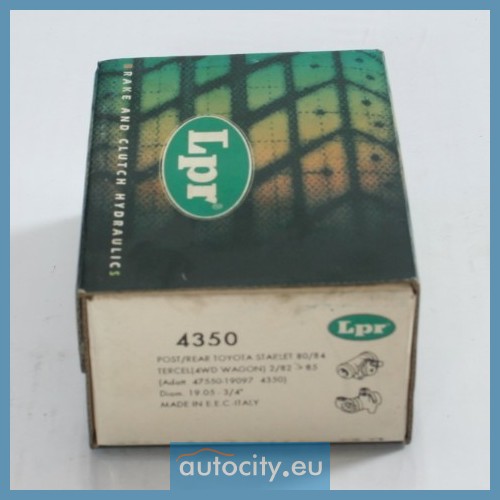 BRAKE AND CLUTCH HYDRAULICS
Lpr®
4350
Lpr
POST/REAR TOYOTA STARLET 80/84
TERCEL(4WD WAGON) 2/82 > 85
(Adatt 47550-19097 4330)
Diam. 19.05 : 3/4"
MADE IN E.E.C-ITALY
autocity.eu